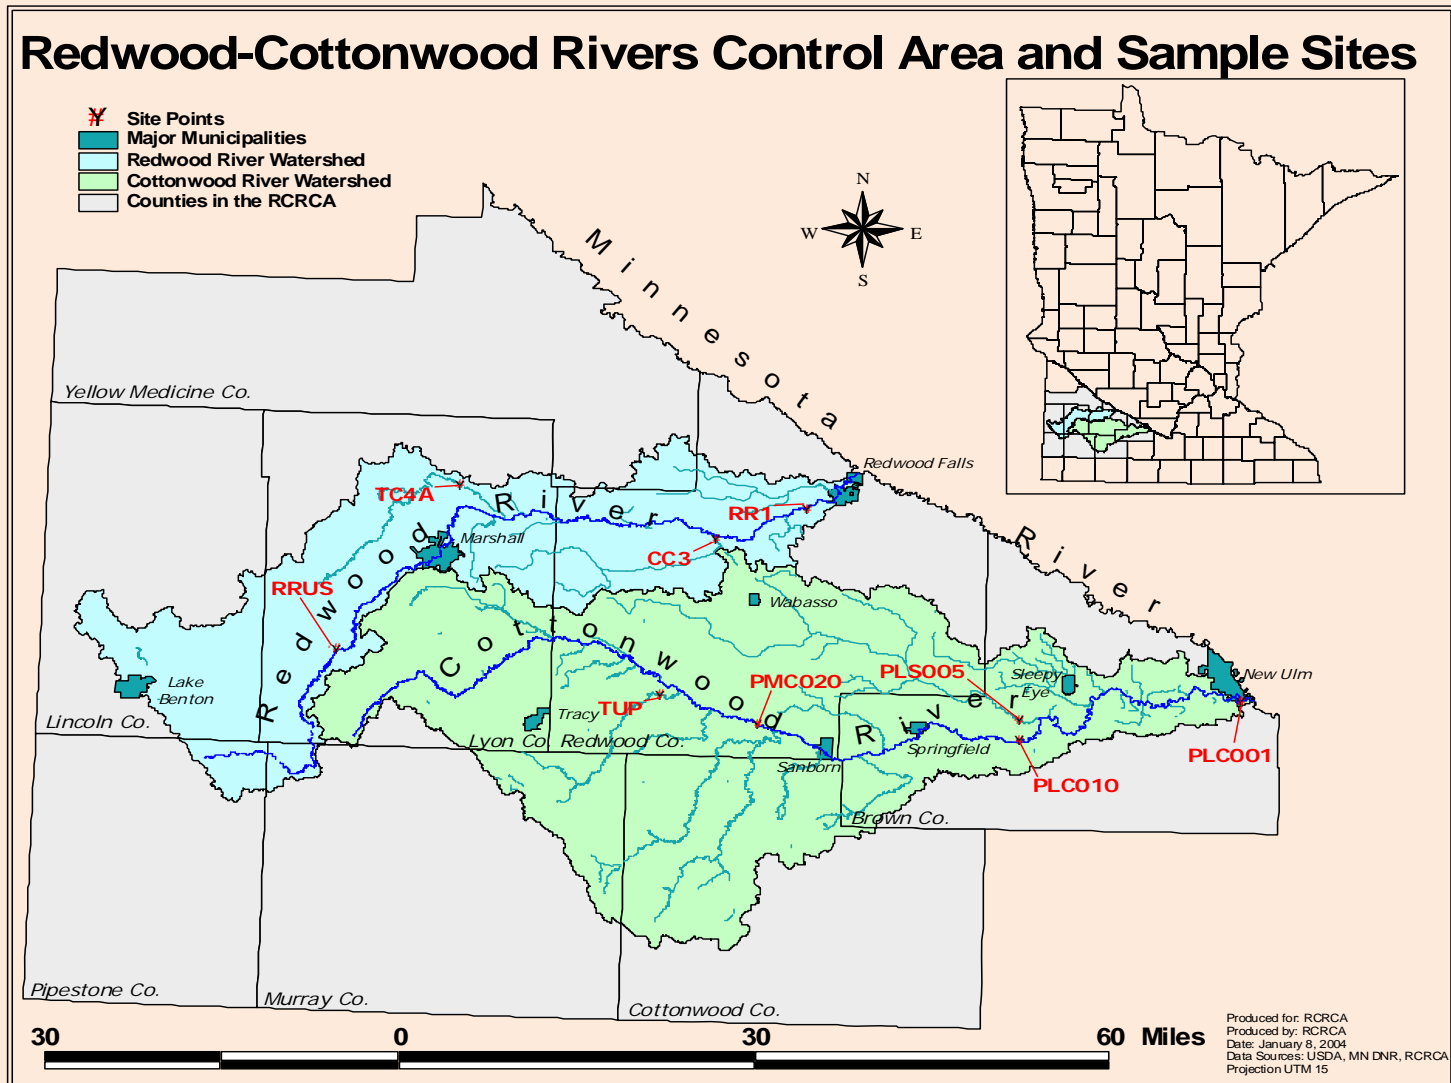 Redwood-Cottonwood Rivers Control Area and Sample Sites
Site Points
Major Municipalities
Redwood River Watershed
Cottonwood River Watershed
Counties in the RCRCA
N
W
E
S
Minnesota
River
Yellow Medicine Co.
Redwood Falls
TC4A
Redwood
River
RR1
Marshall
CC3
RRUS
Wabasso
Cottonwood
River
Lake
Benton
PLS005
Sleepy
Eye
New Ulm
PMC020
TUP
Tracy
Lincoln Co.
Lyon Co.
Redwood Co.
Springfield
Sanborn
PLC001
PLC010
Brown Co.
Pipestone Co.
Murray Co.
Cottonwood Co.
30
0
30
60 Miles
Produced for: RCRCA
Produced by: RCRCA
Date: January 8, 2004
Data Sources: USDA, MN DNR, RCRCA
Projection UTM 15